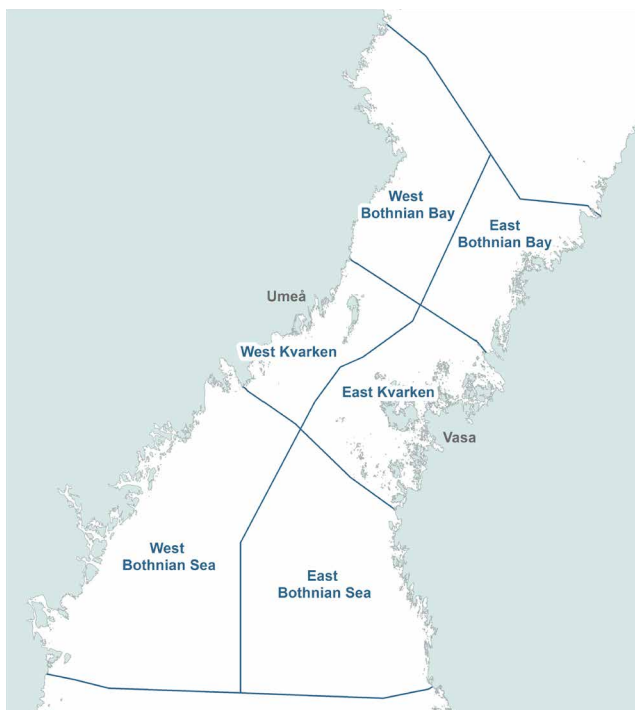 West
Bothnian Bay
East
Bothnian Bay
Umeå
West Kvarken
East Kvarken
Vasa
West
Bothnian Sea
East
Bothnian Sea